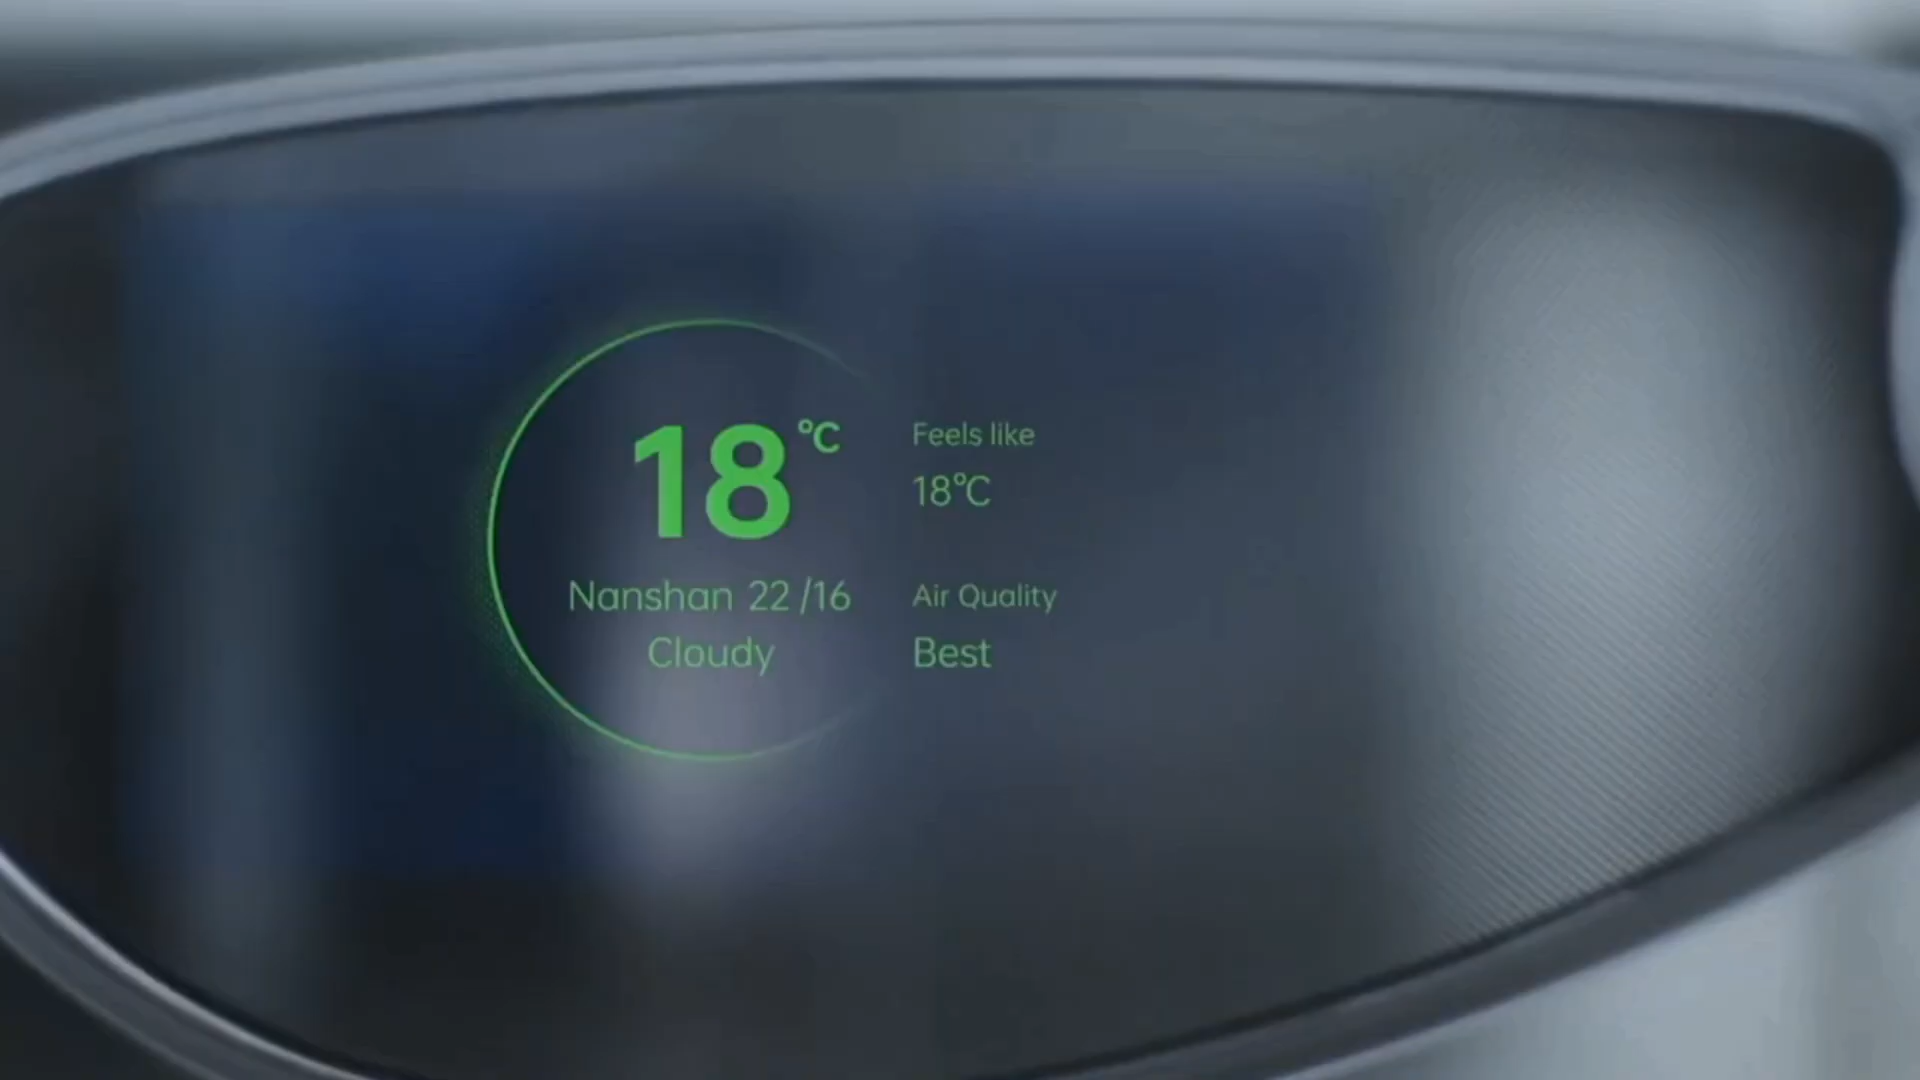 18℃
Nanshan 22 /16
Cloudy
Feels like
18℃
Air Quality
Best